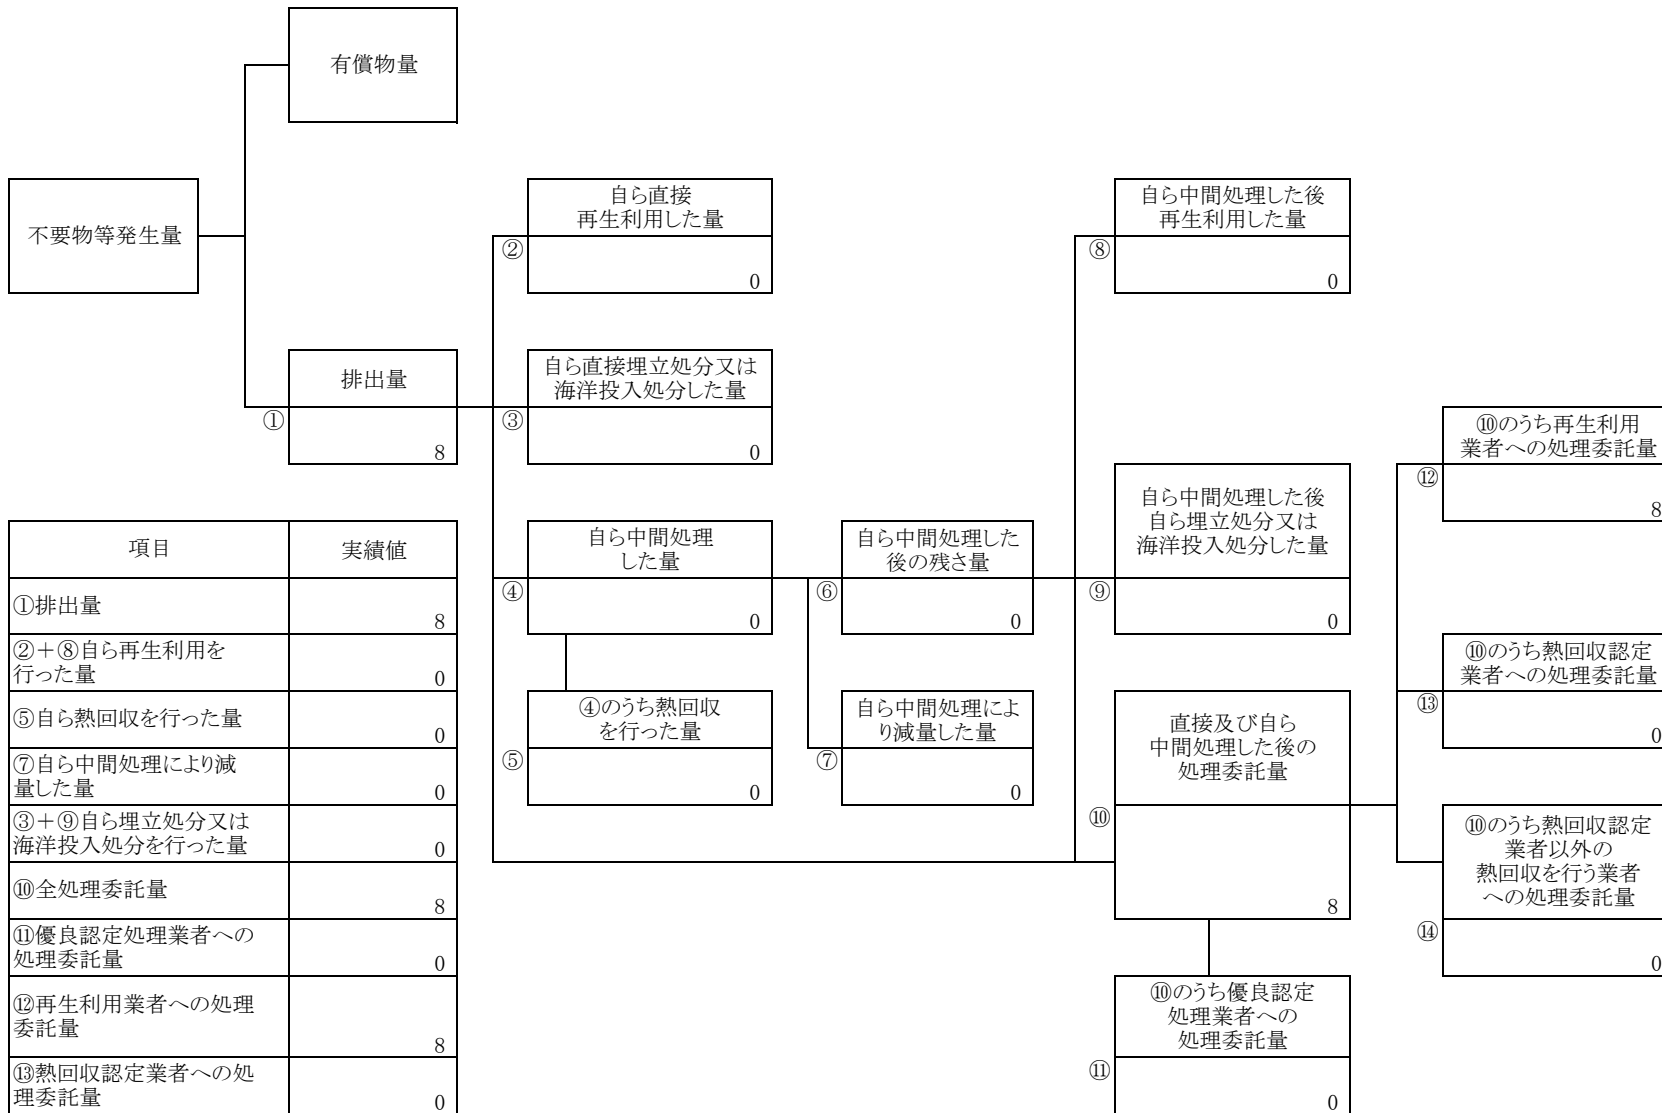 有償物量
不要物等発生量
自ら直接
再生利用した量
②
0
自ら中間処理した後
再生利用した量
⑧
0
排出量
①
8
自ら直接埋立処分又は
海洋投入処分した量
③
0
⑩のうち再生利用
業者への処理委託量
⑫
8
自ら中間処理
した量
④
0
自ら中間処理した
後の残さ量
⑥
0
自ら中間処理した後
自ら埋立処分又は
海洋投入処分した量
⑨
0
⑩のうち熱回収認定
業者への処理委託量
⑬
0
④のうち熱回収
を行った量
⑤
0
自ら中間処理によ
り減量した量
⑦
0
直接及び自ら
中間処理した後の
処理委託量
⑩
8
⑩のうち熱回収認定
業者以外の
熱回収を行う業者
への処理委託量
⑭
0
⑩のうち優良認定
処理業者への
処理委託量
⑪
0
項目
実績値
①排出量
8
②+⑧自ら再生利用を
行った量
0
⑤自ら熱回収を行った量
0
⑦自ら中間処理により減
量した量
0
③+⑨自ら埋立処分又は
海洋投入処分を行った量
0
⑩全処理委託量
8
⑪優良認定処理業者への
処理委託量
0
⑫再生利用業者への処理
委託量
8
⑬熱回収認定業者への処
理委託量
0